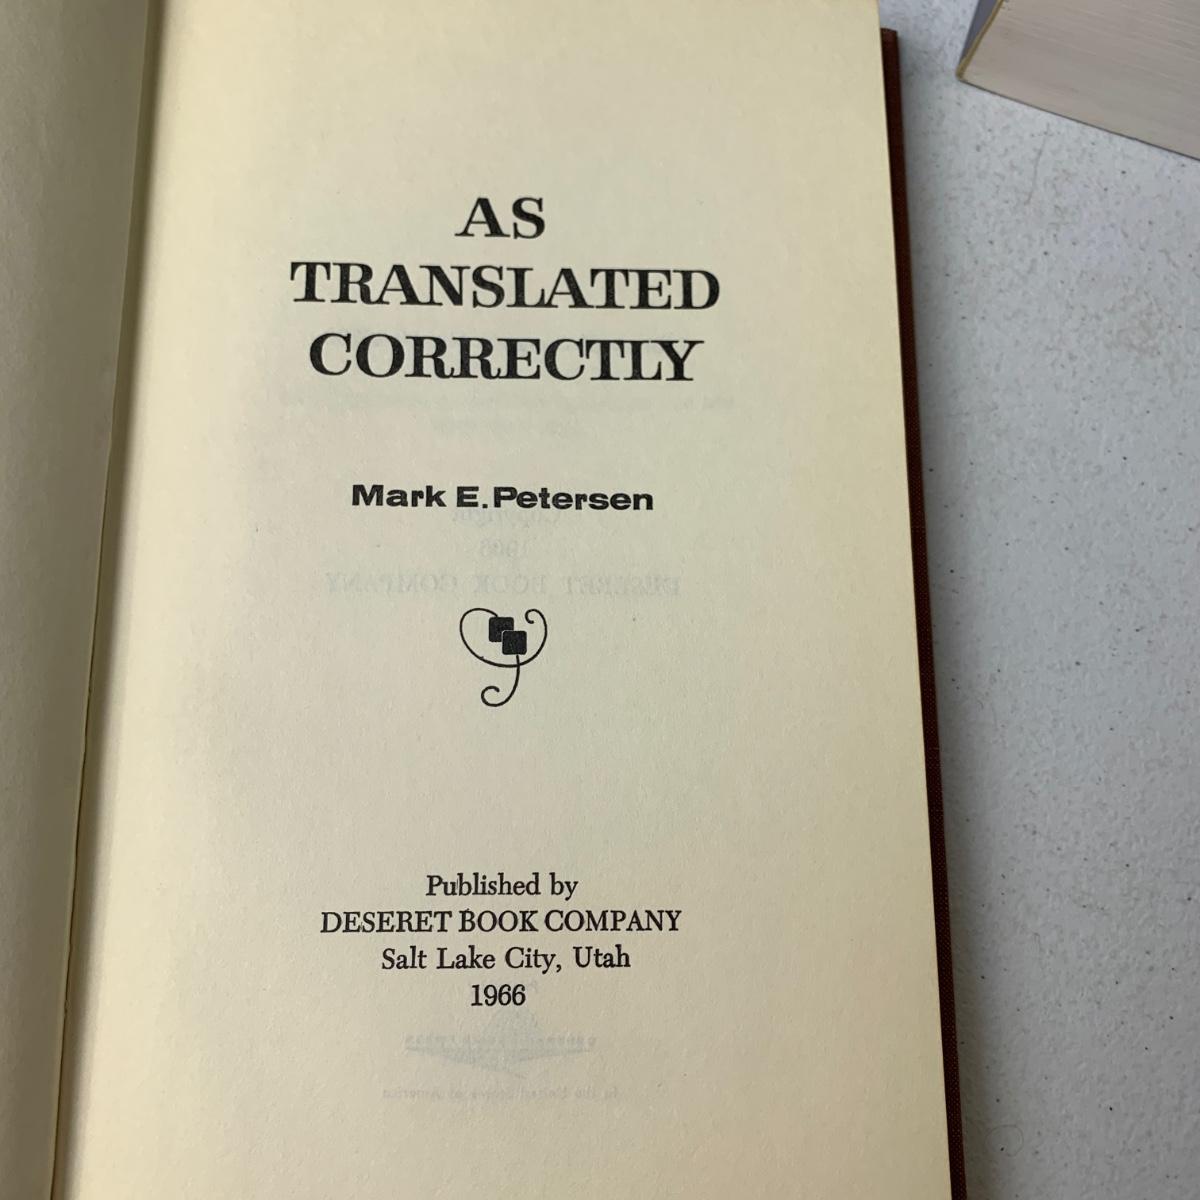 AS
TRANSLATED
CORRECTLY
Mark E. Petersen
Published by
DESERET BOOK COMPANY
Salt Lake City, Utah
1966